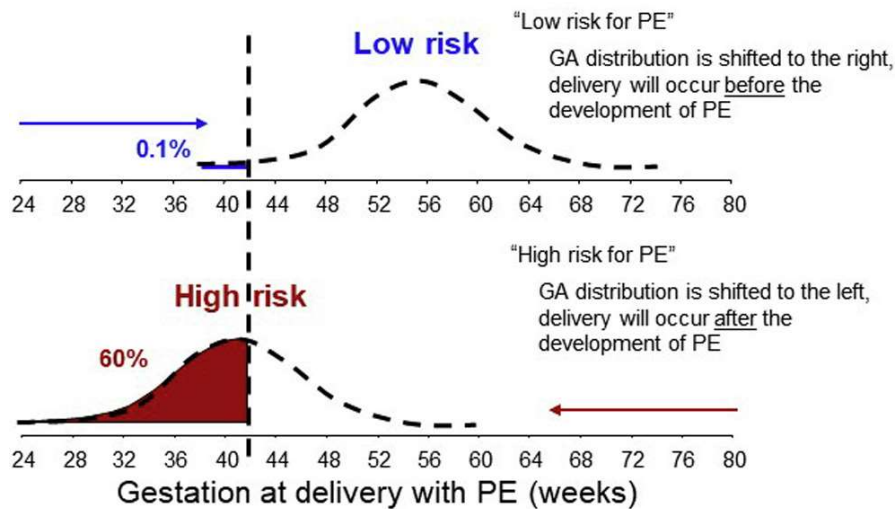 “Low risk for PE”
Low risk
GA distribution is shifted to the right,
delivery will occur before the
development of PE
0.1%
24 28 32 36 40 44 48 52 56 60 64 68 72 76 80
“High risk for PE”
High risk
GA distribution is shifted to the left,
delivery will occur after the
development of PE
60%
24 28 32 36 40 44 48 52 56 60 64 68 72 76 80
Gestation at delivery with PE (weeks)